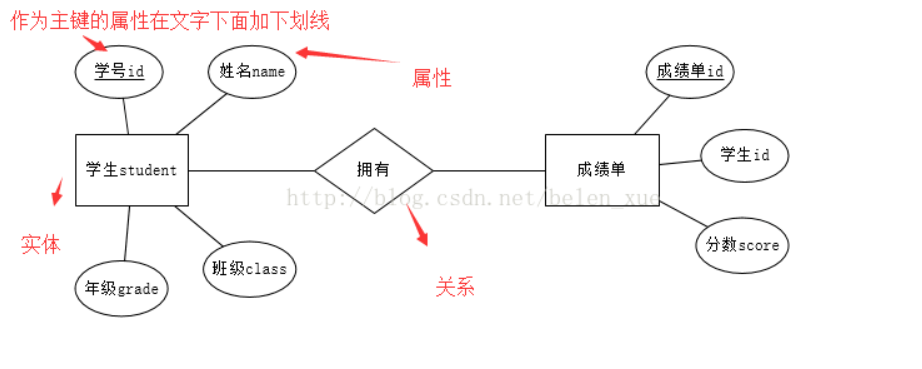 作为主键的属性在文字下面加下划线
学号id
姓名name
属性
成绩单id
学生student
拥有
成绩单
学生id
http://blog.csdn.net/belen_xue
实体
年级grade
班级class
关系
分数score